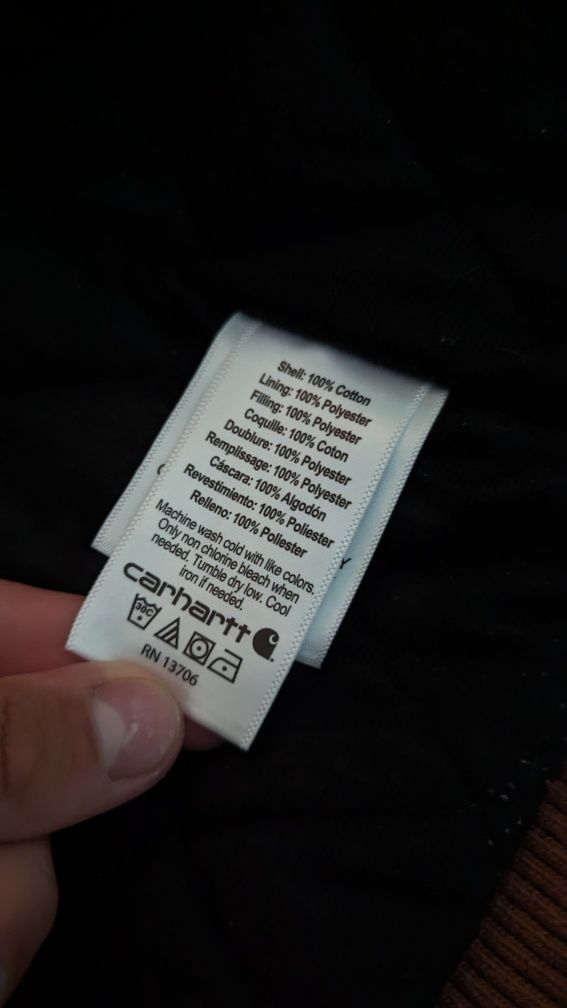 Shell: 100% Cotton
Lining: 100% Polyester
Filling: 100% Polyester
Coquille: 100% Coton
Doublure: 100% Polyester
Remplissage: 100% Polyester
Cáscara: 100% Algodón
Revestimiento: 100% Poliester
Relleno: 100% Poliester
Machine wash cold with like colors.
Only non chlorine bleach when
needed. Tumble dry low. Cool
iron if needed.
carhartt
30C
RN 13706